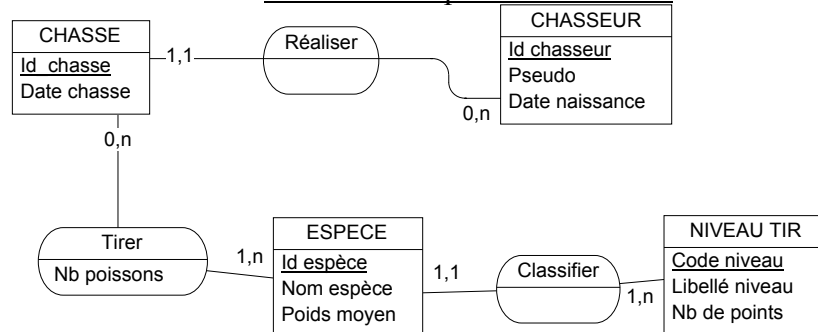 CHASSE
Id chasse
Date chasse
1,1
Réaliser
CHASSEUR
Id chasseur
Pseudo
Date naissance
0,n
0,n
Tirer
Nb poissons
1,n
ESPECE
Id espèce
Nom espèce
Poids moyen
1,1
Classifier
1,n
NIVEAU TIR
Code niveau
Libellé niveau
Nb de points